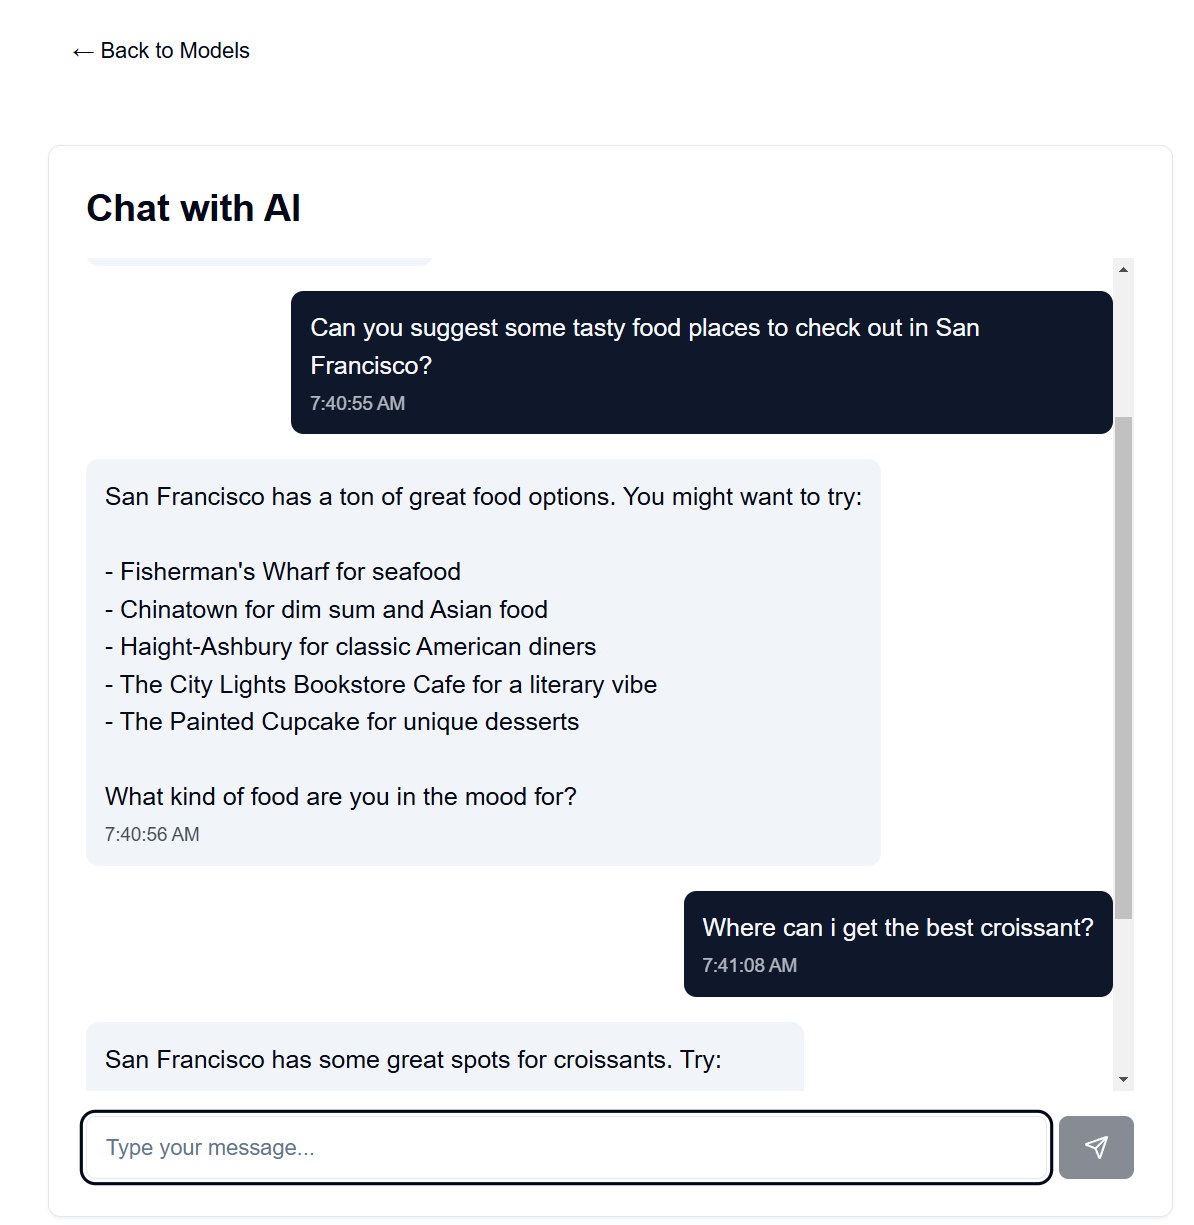 ← Back to Models
Chat with AI
Can you suggest some tasty food places to check out in San
Francisco?
7:40:55 AM
San Francisco has a ton of great food options. You might want to try:
- Fisherman's Wharf for seafood
- Chinatown for dim sum and Asian food
- Haight-Ashbury for classic American diners
- The City Lights Bookstore Cafe for a literary vibe
- The Painted Cupcake for unique desserts
What kind of food are you in the mood for?
7:40:56 AM
Where can i get the best croissant?
7:41:08 AM
San Francisco has some great spots for croissants. Try:
Type your message...